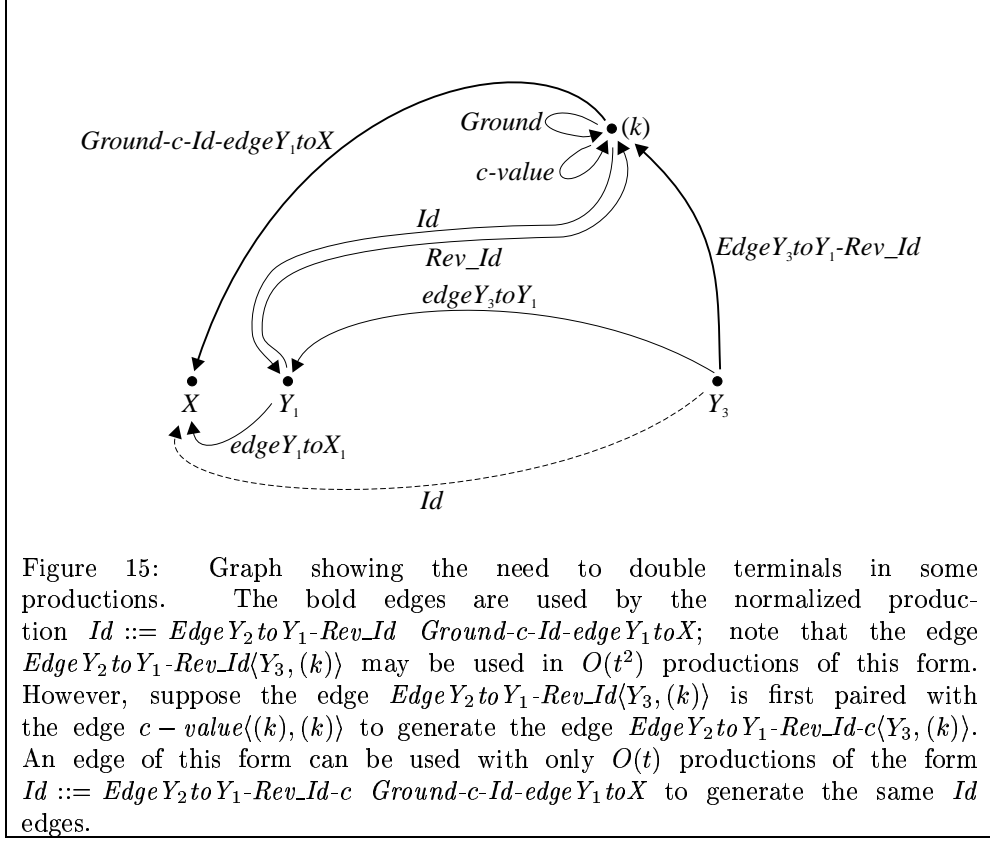 Ground
(k)
Ground-c-Id-edgeY₁toX
c-value
Id
EdgeY₃toY₁-Rev_Id
Rev_Id
edgeY₃toY₁
X
Y₁
Y₃
edgeY₁toX₁
Id
Figure 15: Graph showing the need to double terminals in some
productions. The bold edges are used by the normalized produc-
tion Id ::= EdgeY₂toY₁-Rev_Id Ground-c-Id-edgeY₁toX; note that the edge
EdgeY₂toY₁-Rev_Id⟨Y₃, (k)⟩ may be used in O(t²) productions of this form.
However, suppose the edge EdgeY₂toY₁-Rev_Id⟨Y₃, (k)⟩ is first paired with
the edge c − value⟨(k), (k)⟩ to generate the edge EdgeY₂toY₁-Rev_Id-c⟨Y₃, (k)⟩.
An edge of this form can be used with only O(t) productions of the form
Id ::= EdgeY₂toY₁-Rev_Id-c Ground-c-Id-edgeY₁toX to generate the same Id
edges.